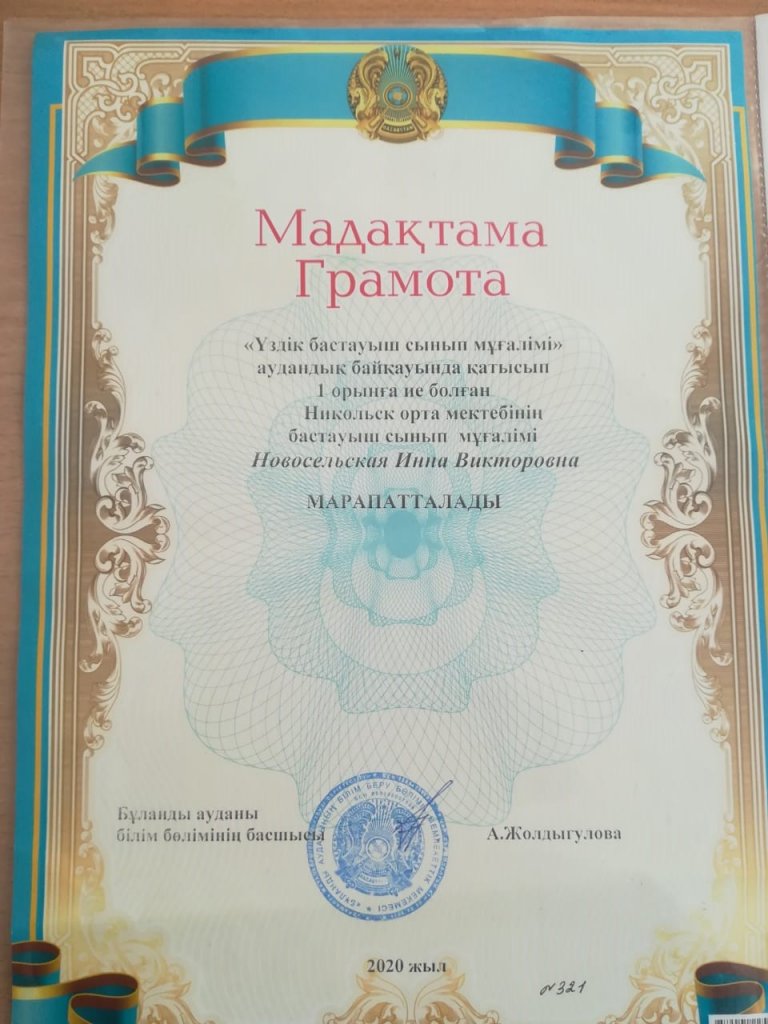 ҚАЗАҚСТАН
Мадақтама
Грамота
«Үздік бастауыш сынып мұғалімі»
аудандық байқауында қатысып
1 орынға ие болған
Никольск орта мектебінің
бастауыш сынып мұғалімі
Новосельская Инна Викторовна
МАРАПАТТАЛАДЫ
Бұланды ауданы
білім бөлімінің басшысы
А.Жолдыгулова
2020 жыл
№321